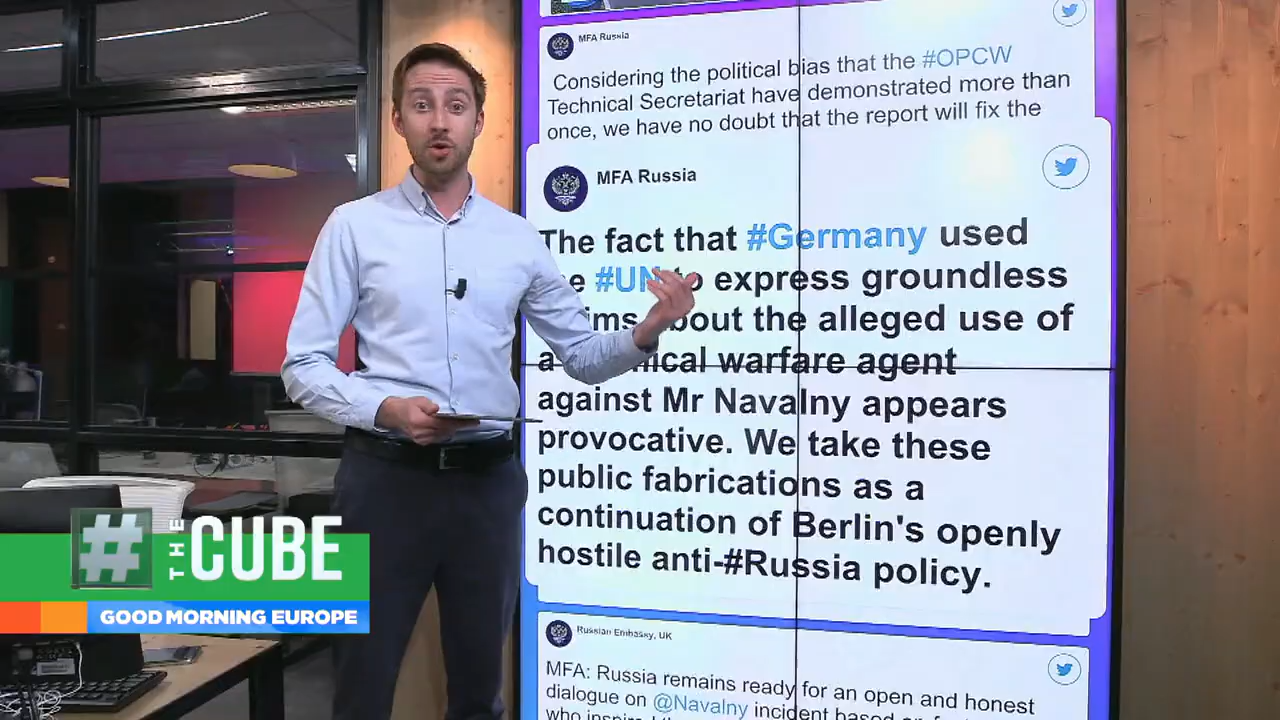 MFA Russia
Considering the political bias that the #OPCW
Technical Secretariat have demonstrated more than
once, we have no doubt that the report will fix the
MFA Russia
The fact that #Germany used
#UN to express groundless
about the alleged use of
a warfare agent
against Mr Navalny appears
provocative. We take these
public fabrications as a
continuation of Berlin's openly
hostile anti-#Russia policy.
Russian Embassy, UK
MFA: Russia remains ready for an open and honest
dialogue on @Navalny incident based on
who
# THE CUBE
GOOD MORNING EUROPE